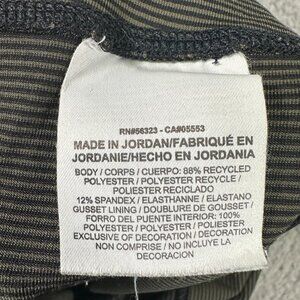 RN#56323 - CA#05553
MADE IN JORDAN/FABRIQUÉ EN
JORDANIE/HECHO EN JORDANIA
BODY / CORPS / CUERPO: 88% RECYCLED
POLYESTER / POLYESTER RECYCLE /
POLIESTER RECICLADO
12% SPANDEX / ELASTHANNE / ELASTANO
GUSSET LINING / DOUBLURE DE GOUSSET /
FORRO DEL PUENTE INTERIOR: 100%
POLYESTER / POLYESTER / POLIESTER
EXCLUSIVE OF DECORATION / DECORATION
NON COMPRISE / NO INCLUYE LA
DECORACION